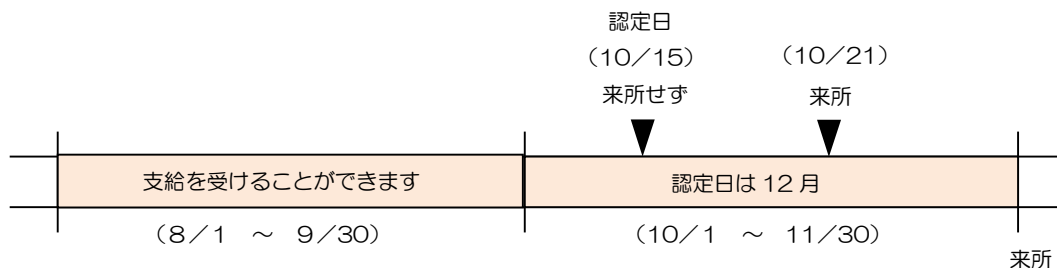 認定日
（10／15）
来所せず
（10／21）
来所
支給を受けることができます
認定日は 12 月
（8／1　～　9／30）
（10／1　～　11／30）
来所